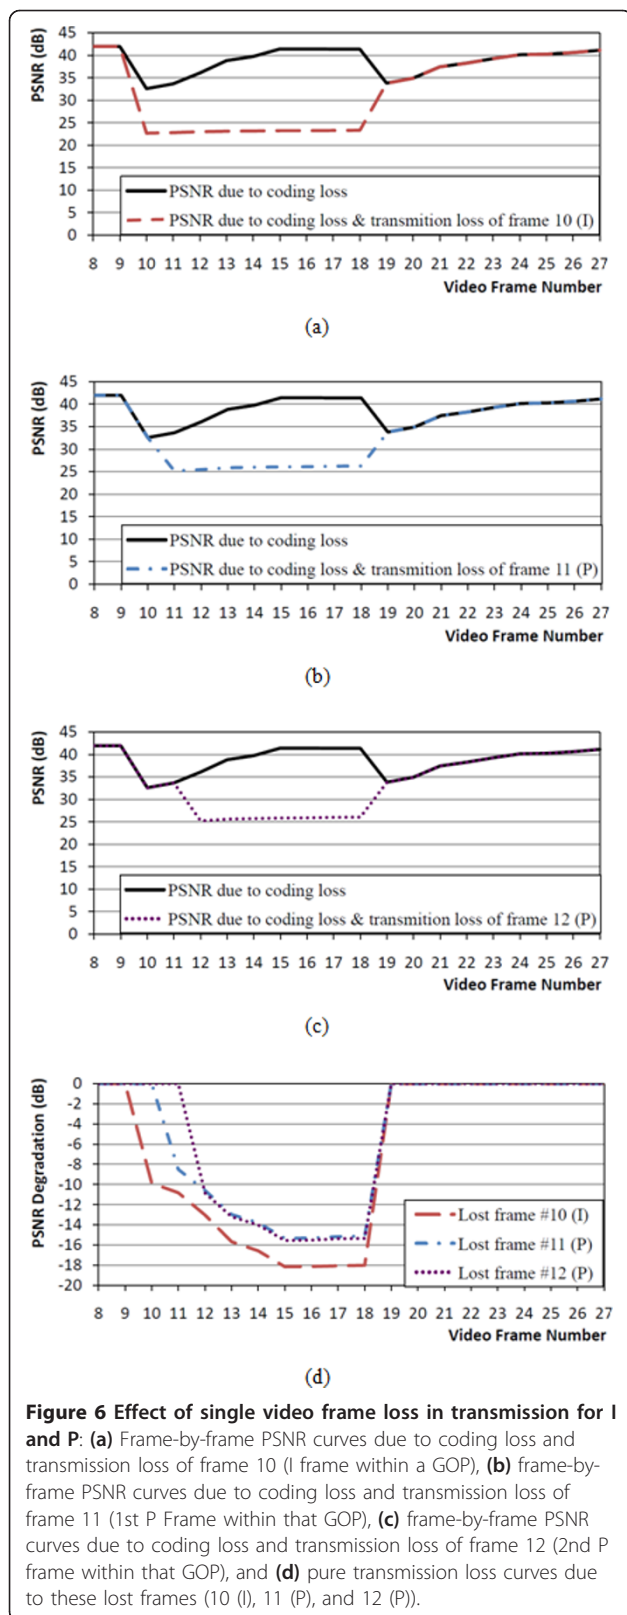 45
40
35
30
25
20
15
10
5
0
PSNR (dB)
PSNR due to coding loss
PSNR due to coding loss & transmition loss of frame 10 (I)
8 9 10 11 12 13 14 15 16 17 18 19 20 21 22 23 24 25 26 27
Video Frame Number
(a)
45
40
35
30
25
20
15
10
5
0
PSNR (dB)
PSNR due to coding loss
PSNR due to coding loss & transmition loss of frame 11 (P)
8 9 10 11 12 13 14 15 16 17 18 19 20 21 22 23 24 25 26 27
Video Frame Number
(b)
45
40
35
30
25
20
15
10
5
0
PSNR (dB)
PSNR due to coding loss
PSNR due to coding loss & transmition loss of frame 12 (P)
8 9 10 11 12 13 14 15 16 17 18 19 20 21 22 23 24 25 26 27
Video Frame Number
(c)
0
-2
-4
-6
-8
-10
-12
-14
-16
-18
-20
PSNR Degradation (dB)
Lost frame #10 (I)
Lost frame #11 (P)
Lost frame #12 (P)
8 9 10 11 12 13 14 15 16 17 18 19 20 21 22 23 24 25 26 27
Video Frame Number
(d)
Figure 6 Effect of single video frame loss in transmission for I
and P: (a) Frame-by-frame PSNR curves due to coding loss and
transmission loss of frame 10 (I frame within a GOP), (b) frame-by-
frame PSNR curves due to coding loss and transmission loss of
frame 11 (1st P Frame within that GOP), (c) frame-by-frame PSNR
curves due to coding loss and transmission loss of frame 12 (2nd P
frame within that GOP), and (d) pure transmission loss curves due
to these lost frames (10 (I), 11 (P), and 12 (P)).